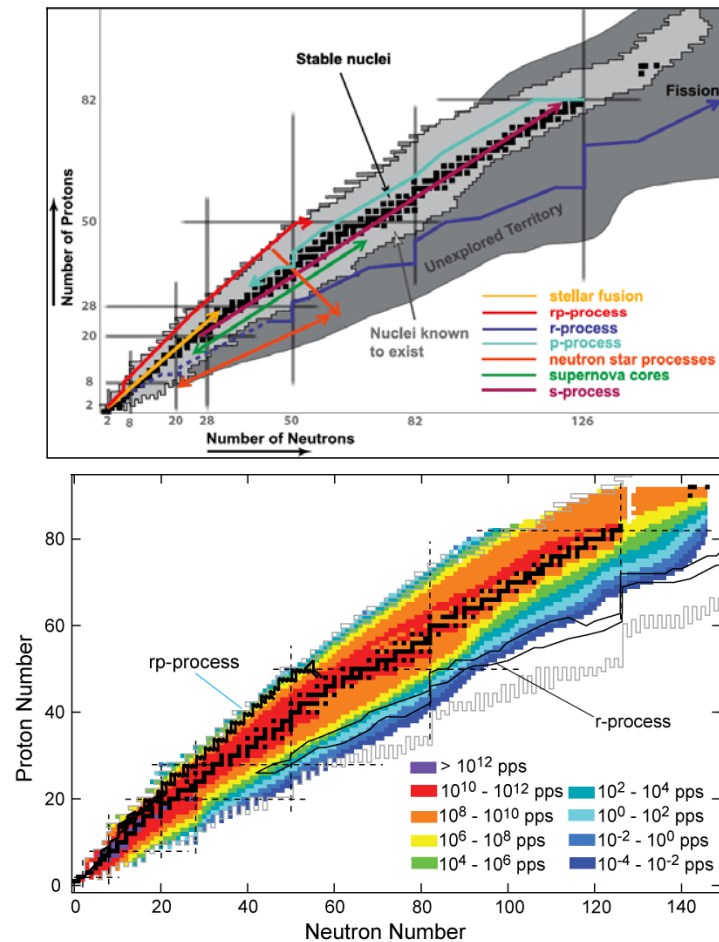 Stable nuclei
Fission
82
Number of Protons
50
Unexplored Territory
28
20
8
2
Nuclei known
to exist
stellar fusion
rp-process
r-process
p-process
neutron star processes
supernova cores
s-process
2
8
20
28
50
82
126
Number of Neutrons
80
60
40
20
0
Proton Number
rp-process
r-process
> 10¹² pps
10¹⁰ - 10¹² pps
10⁸ - 10¹⁰ pps
10⁶ - 10⁸ pps
10⁴ - 10⁶ pps
10² - 10⁴ pps
10⁰ - 10² pps
10⁻² - 10⁰ pps
10⁻⁴ - 10⁻² pps
0
20
40
60
80
100
120
140
Neutron Number